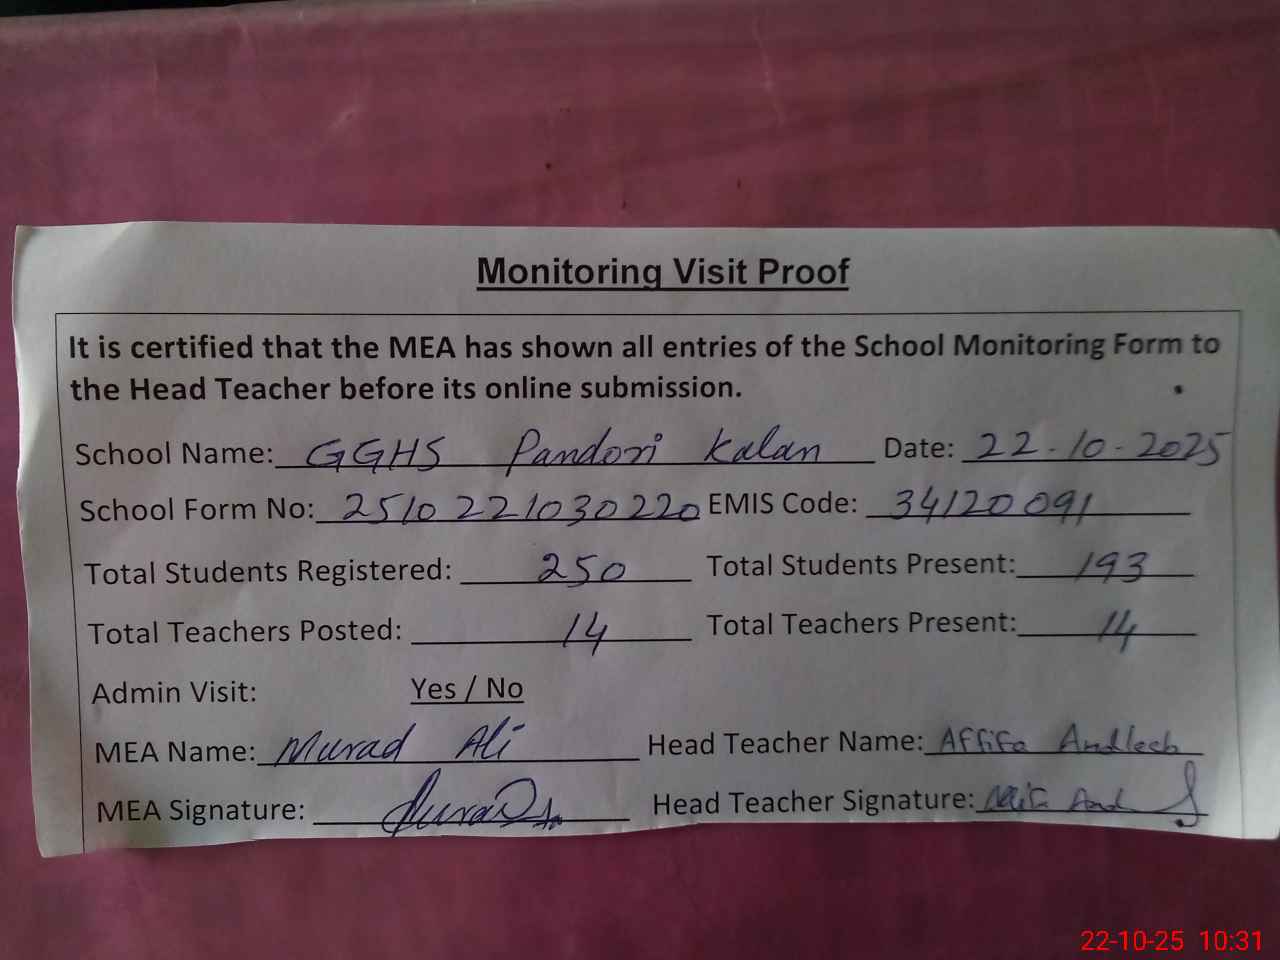 Monitoring Visit Proof
It is certified that the MEA has shown all entries of the School Monitoring Form to
the Head Teacher before its online submission.
School Name: GGHS Pandori Kalan Date: 22-10-2025
School Form No: 2510221030220 EMIS Code: 34120091
Total Students Registered: 250 Total Students Present: 193
Total Teachers Posted: 14 Total Teachers Present: 14
Admin Visit: Yes / No
MEA Name: Murad Ali Head Teacher Name: Affifa Andleeb
MEA Signature: Head Teacher Signature:
22-10-25 10:31